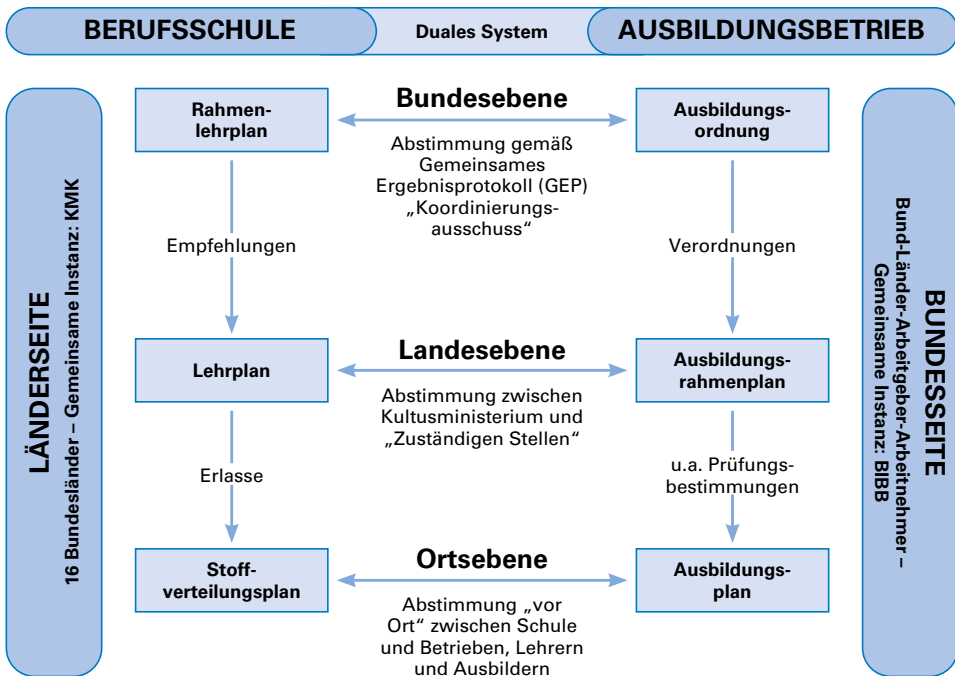 BERUFSSCHULE
Duales System
AUSBILDUNGSBETRIEB
LÄNDERSEITE
16 Bundesländer – Gemeinsame Instanz: KMK
Rahmen-
lehrplan
Bundesebene
Abstimmung gemäß
Gemeinsames
Ergebnisprotokoll (GEP)
„Koordinierungs-
ausschuss“
Ausbildungs-
ordnung
Empfehlungen
Verordnungen
Lehrplan
Landesebene
Abstimmung zwischen
Kultusministerium und
„Zuständigen Stellen“
Ausbildungs-
rahmenplan
Erlasse
u.a. Prüfungs-
bestimmungen
Stoff-
verteilungsplan
Ortsebene
Abstimmung „vor
Ort“ zwischen Schule
und Betrieben, Lehrern
und Ausbildern
Ausbildungs-
plan
BUNDESSEITE
Bund-Länder-Arbeitgeber-Arbeitnehmer –
Gemeinsame Instanz: BIBB